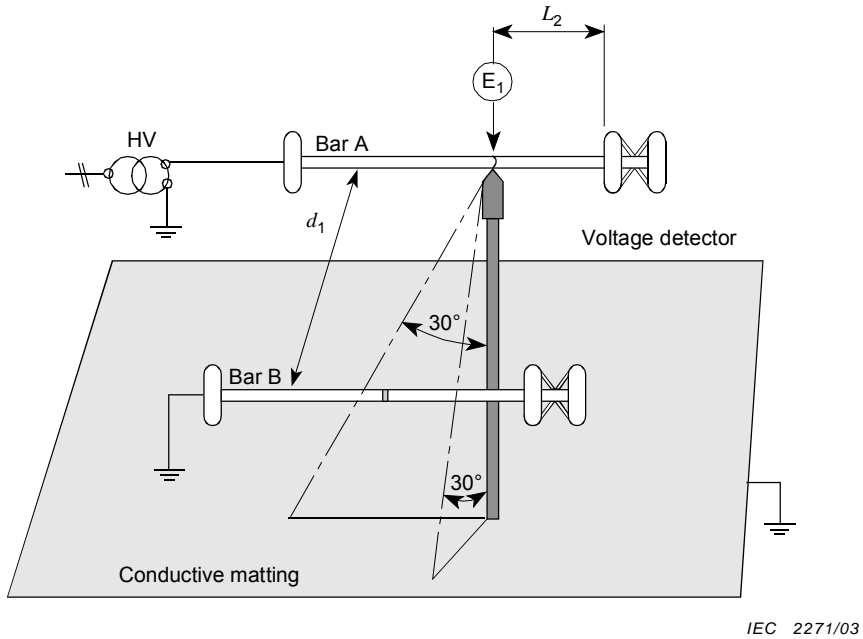 L2
E1
HV
Bar A
d1
Voltage detector
30°
Bar B
30°
Conductive matting
IEC 2271/03